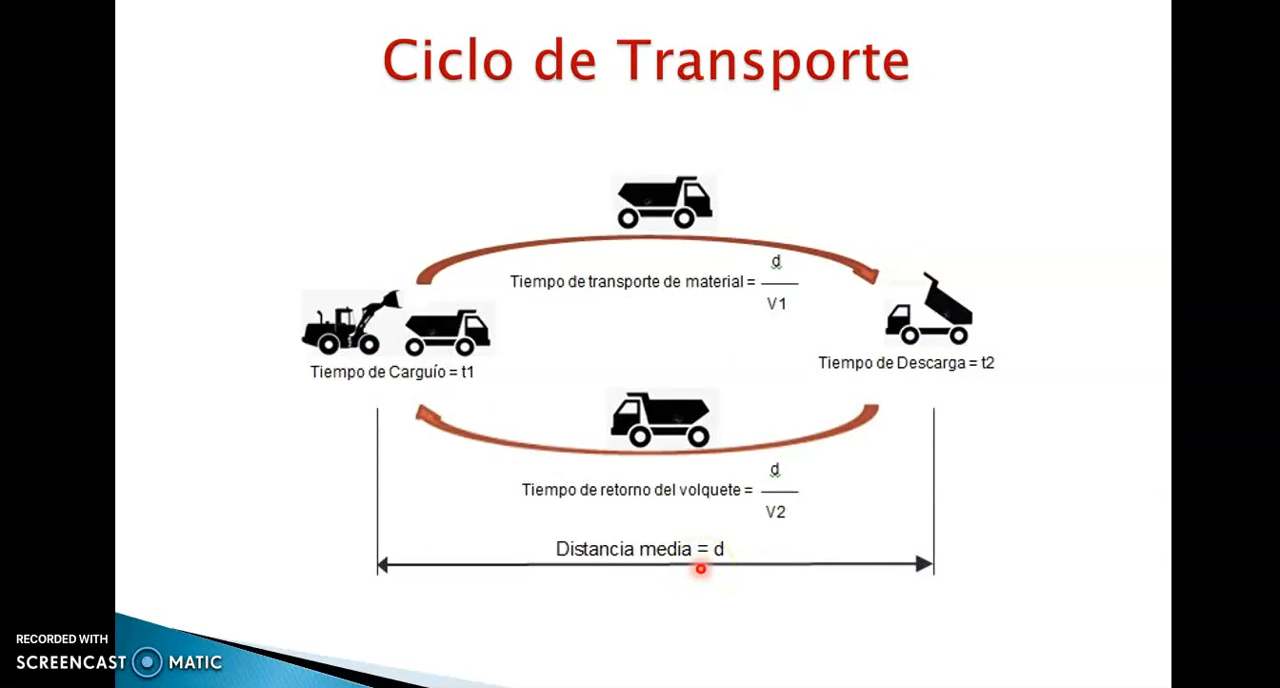 Ciclo de Transporte
d
Tiempo de transporte de material =
V1
Tiempo de Carguío = t1
Tiempo de Descarga = t2
d
Tiempo de retorno del volquete =
V2
Distancia media = d
RECORDED WITH
SCREENCAST MATIC